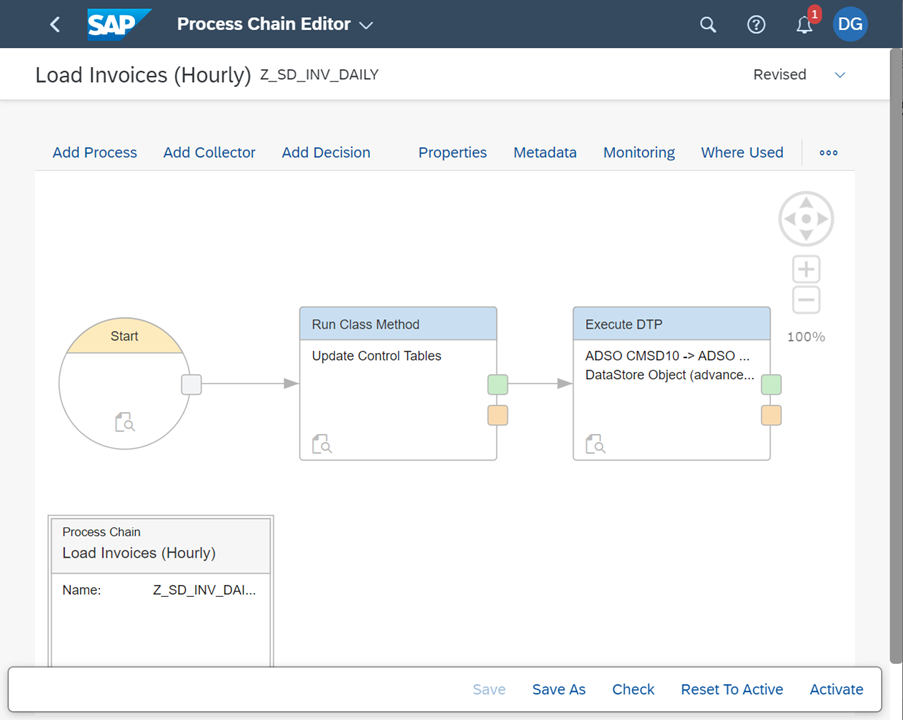 SAP
Process Chain Editor
1
DG
Load Invoices (Hourly) Z_SD_INV_DAILY
Revised
Add Process Add Collector Add Decision Properties Metadata Monitoring Where Used
100%
Start
Run Class Method
Update Control Tables
Execute DTP
ADSO CMSD10 -> ADSO ...
DataStore Object (advance...
Process Chain
Load Invoices (Hourly)
Name: Z_SD_INV_DAI...
Save Save As Check Reset To Active Activate